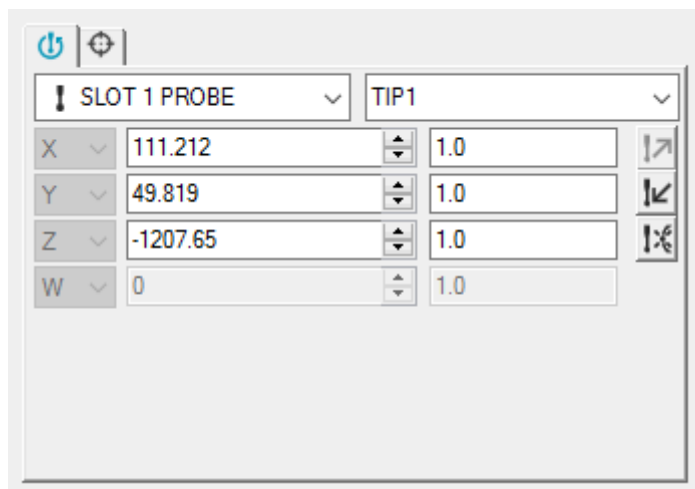 SLOT 1 PROBE TIP1
X 111.212 1.0
Y 49.819 1.0
Z -1207.65 1.0
W 0 1.0